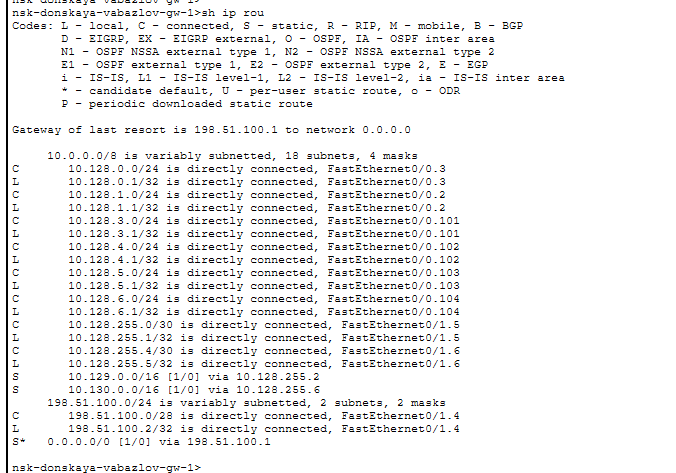 nsk-donskaya-vabazlov-gw-1>
nsk-donskaya-vabazlov-gw-1>sh ip rou
Codes: L - local, C - connected, S - static, R - RIP, M - mobile, B - BGP
       D - EIGRP, EX - EIGRP external, O - OSPF, IA - OSPF inter area
       N1 - OSPF NSSA external type 1, N2 - OSPF NSSA external type 2
       E1 - OSPF external type 1, E2 - OSPF external type 2, E - EGP
       i - IS-IS, L1 - IS-IS level-1, L2 - IS-IS level-2, ia - IS-IS inter area
       * - candidate default, U - per-user static route, o - ODR
       P - periodic downloaded static route

Gateway of last resort is 198.51.100.1 to network 0.0.0.0

     10.0.0.0/8 is variably subnetted, 18 subnets, 4 masks
C       10.128.0.0/24 is directly connected, FastEthernet0/0.3
L       10.128.0.1/32 is directly connected, FastEthernet0/0.3
C       10.128.1.0/24 is directly connected, FastEthernet0/0.2
L       10.128.1.1/32 is directly connected, FastEthernet0/0.2
C       10.128.3.0/24 is directly connected, FastEthernet0/0.101
L       10.128.3.1/32 is directly connected, FastEthernet0/0.101
C       10.128.4.0/24 is directly connected, FastEthernet0/0.102
L       10.128.4.1/32 is directly connected, FastEthernet0/0.102
C       10.128.5.0/24 is directly connected, FastEthernet0/0.103
L       10.128.5.1/32 is directly connected, FastEthernet0/0.103
C       10.128.6.0/24 is directly connected, FastEthernet0/0.104
L       10.128.6.1/32 is directly connected, FastEthernet0/0.104
C       10.128.255.0/30 is directly connected, FastEthernet0/1.5
L       10.128.255.1/32 is directly connected, FastEthernet0/1.5
C       10.128.255.4/30 is directly connected, FastEthernet0/1.6
L       10.128.255.5/32 is directly connected, FastEthernet0/1.6
S       10.129.0.0/16 [1/0] via 10.128.255.2
S       10.130.0.0/16 [1/0] via 10.128.255.6
     198.51.100.0/24 is variably subnetted, 2 subnets, 2 masks
C       198.51.100.0/28 is directly connected, FastEthernet0/1.4
L       198.51.100.2/32 is directly connected, FastEthernet0/1.4
S*   0.0.0.0/0 [1/0] via 198.51.100.1

nsk-donskaya-vabazlov-gw-1>